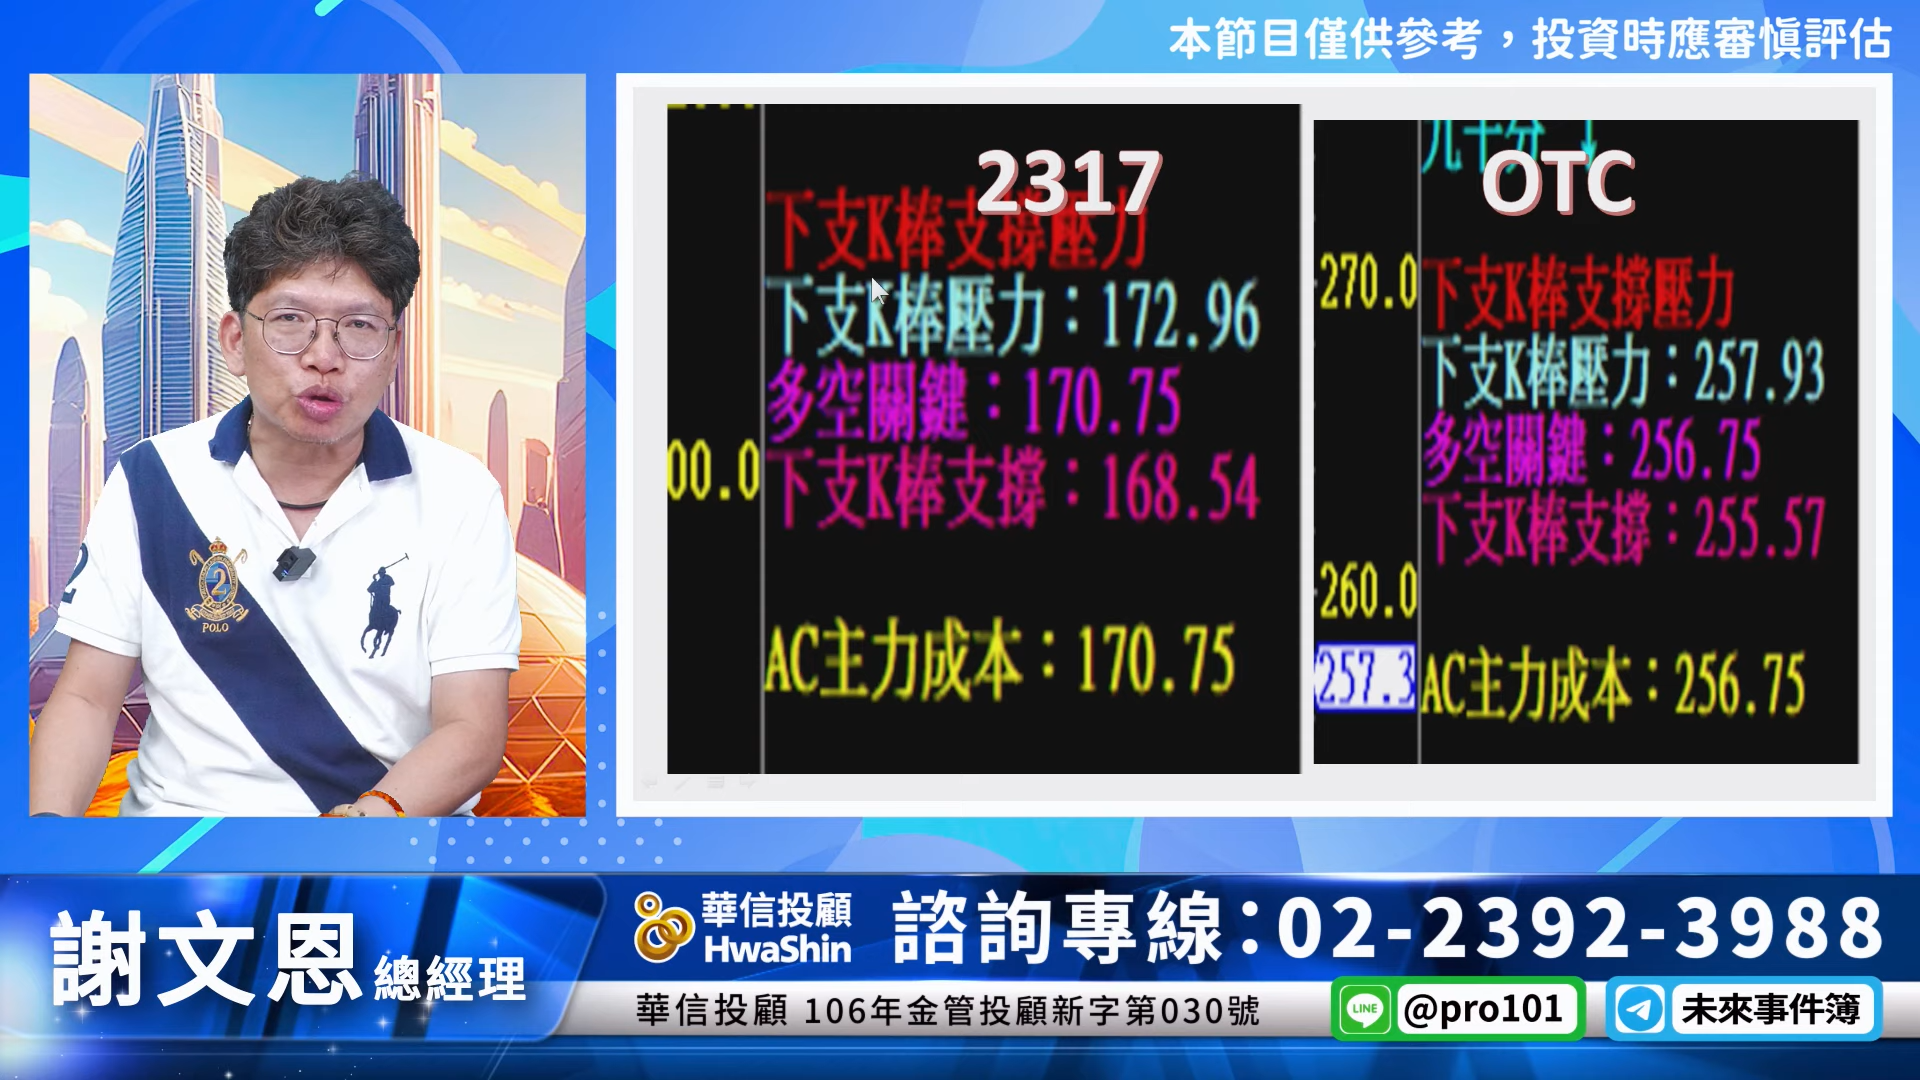 本節目僅供參考，投資時應審慎評估
2317
下支K棒支撐壓力
下支K棒壓力：172.96
多空關鍵：170.75
00.0
下支K棒支撐：168.54
AC主力成本：170.75
九十分 ↓
OTC
270.0
下支K棒支撐壓力
下支K棒壓力：257.93
多空關鍵：256.75
下支K棒支撐：255.57
260.0
257.3
AC主力成本：256.75
2
2
POLO
謝文恩 總經理
華信投顧
HwaShin
諮詢專線：02-2392-3988
華信投顧 106年金管投顧新字第030號
LINE
@pro101
未來事件簿